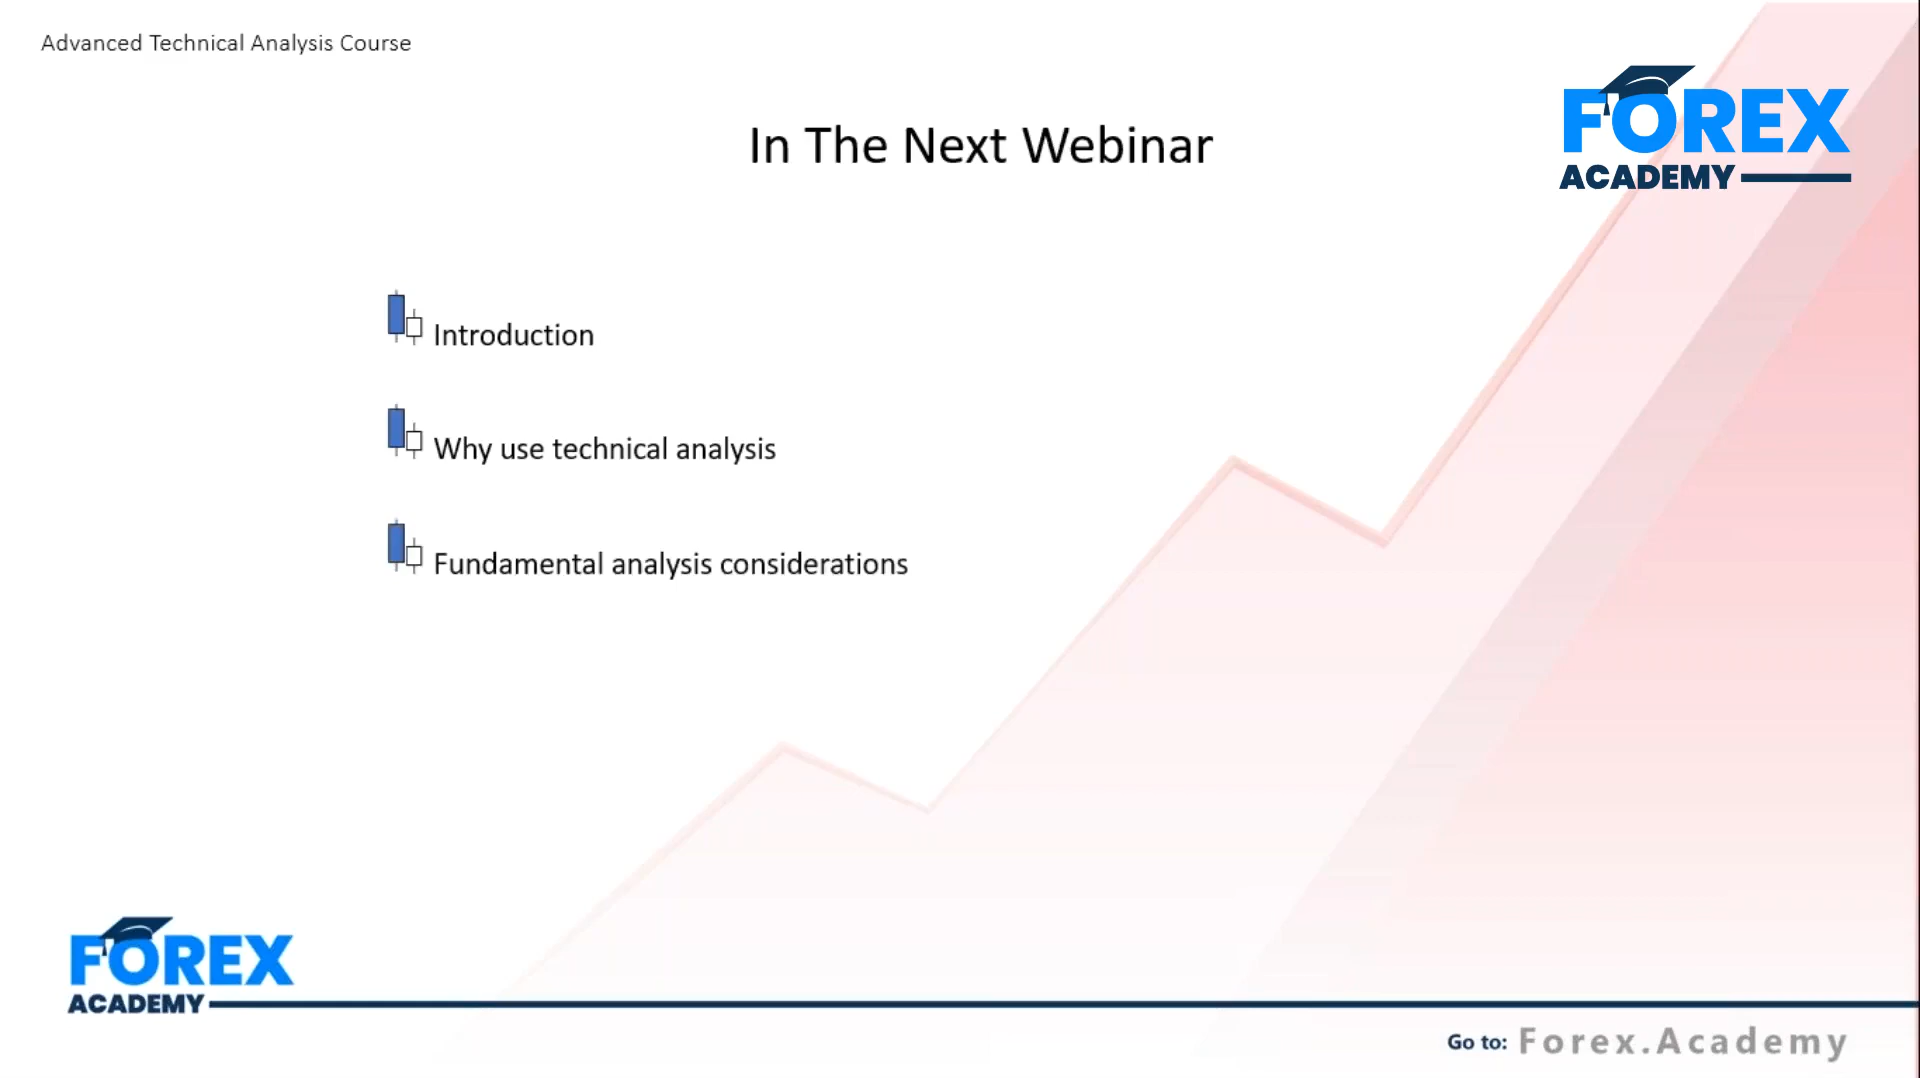 Advanced Technical Analysis Course
FOREX
ACADEMY
In The Next Webinar
Introduction
Why use technical analysis
Fundamental analysis considerations
FOREX
ACADEMY
Go to: Forex.Academy